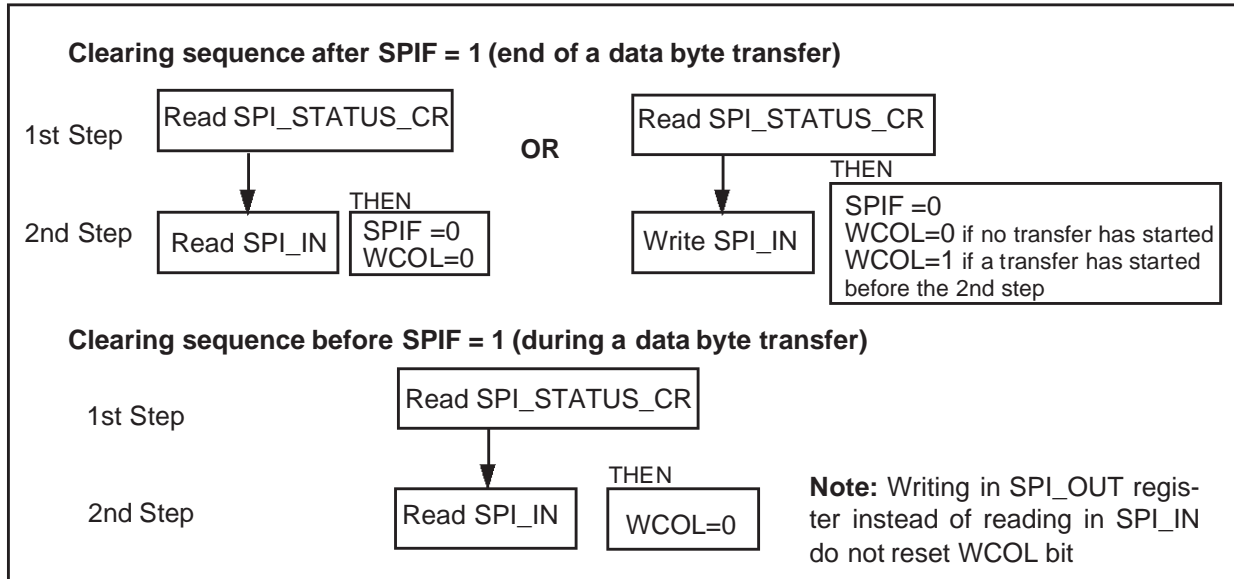 Clearing sequence after SPIF = 1 (end of a data byte transfer)
1st Step
Read SPI_STATUS_CR
OR
Read SPI_STATUS_CR
2nd Step
Read SPI_IN
THEN
SPIF =0
WCOL=0
Write SPI_IN
THEN
SPIF =0
WCOL=0 if no transfer has started
WCOL=1 if a transfer has started
before the 2nd step
Clearing sequence before SPIF = 1 (during a data byte transfer)
1st Step
Read SPI_STATUS_CR
2nd Step
Read SPI_IN
THEN
WCOL=0
Note: Writing in SPI_OUT regis-
ter instead of reading in SPI_IN
do not reset WCOL bit